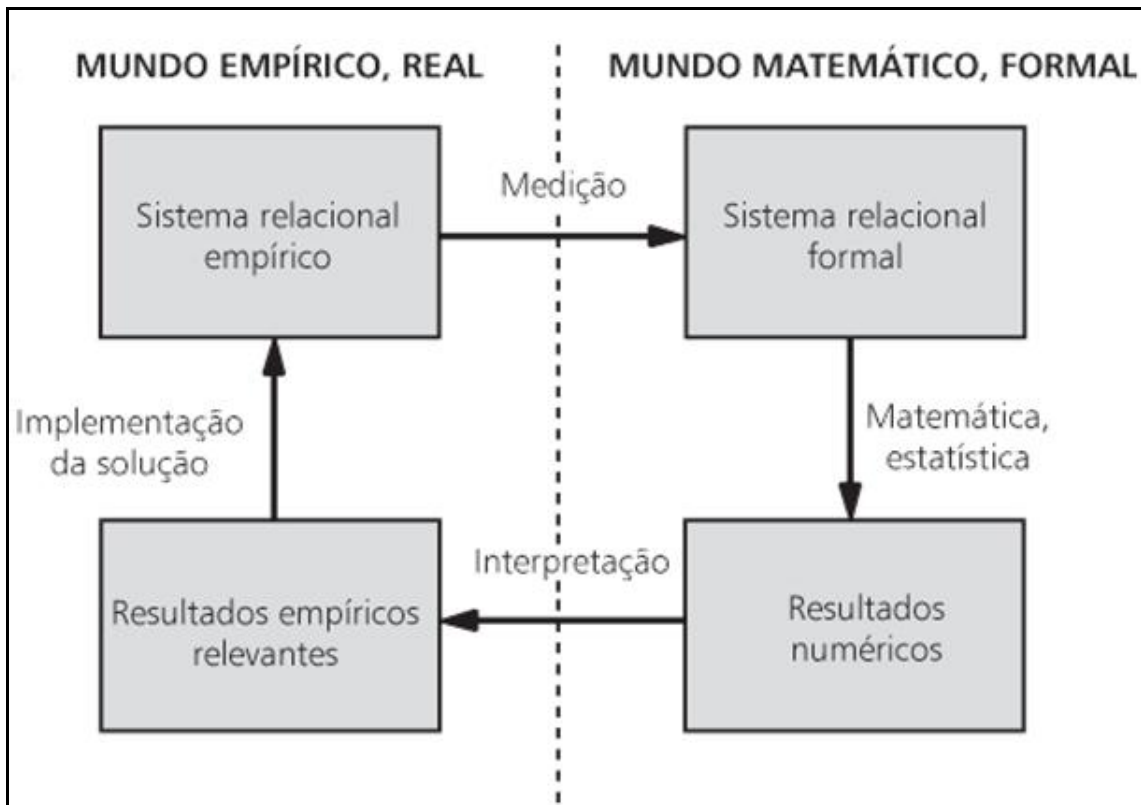 MUNDO EMPÍRICO, REAL
MUNDO MATEMÁTICO, FORMAL
Sistema relacional
empírico
Medição
Sistema relacional
formal
Implementação
da solução
Matemática,
estatística
Resultados empíricos
relevantes
Interpretação
Resultados
numéricos